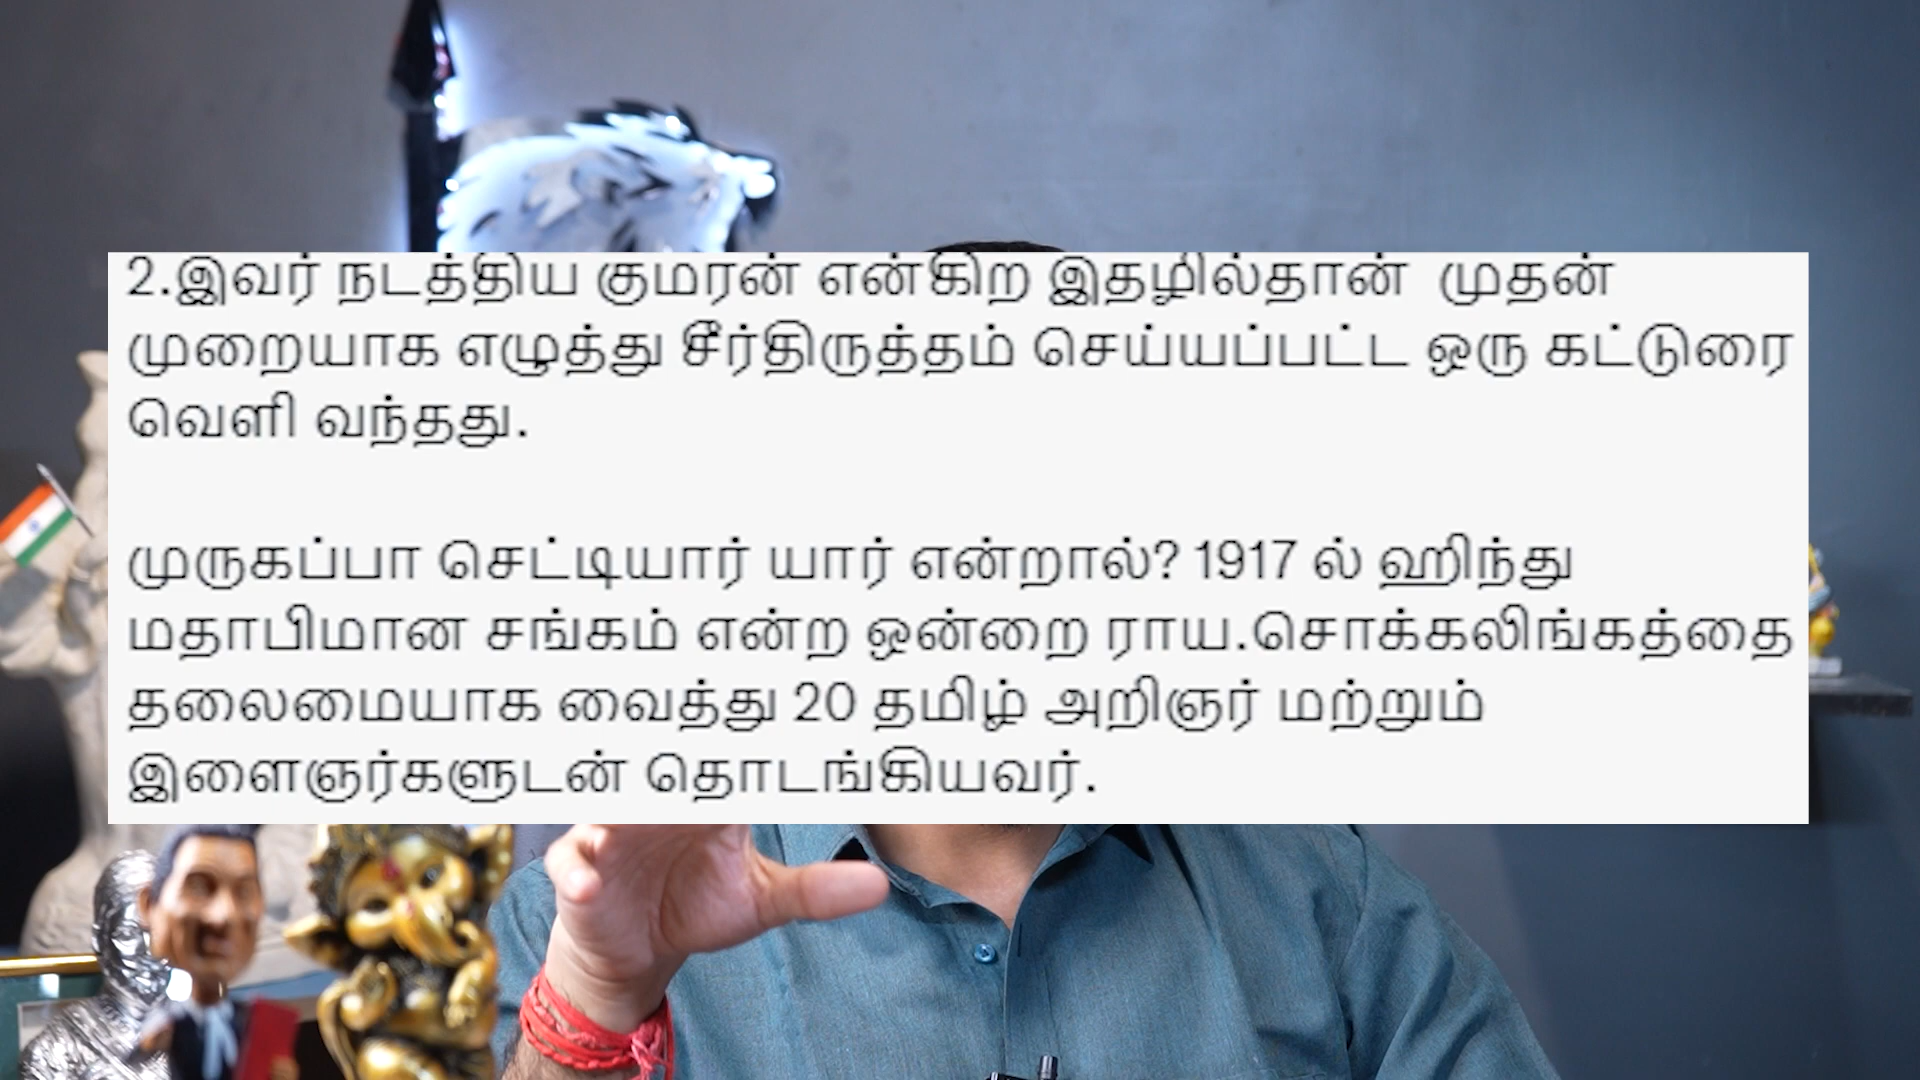 2.இவர் நடத்திய குமரன் என்கிற இதழில்தான் முதன்
முறையாக எழுத்து சீர்திருத்தம் செய்யப்பட்ட ஒரு கட்டுரை
வெளி வந்தது.
முருகப்பா செட்டியார் யார் என்றால்? 1917 ல் ஹிந்து
மதாபிமான சங்கம் என்ற ஒன்றை ராய.சொக்கலிங்கத்தை
தலைமையாக வைத்து 20 தமிழ் அறிஞர் மற்றும்
இளைஞர்களுடன் தொடங்கியவர்.